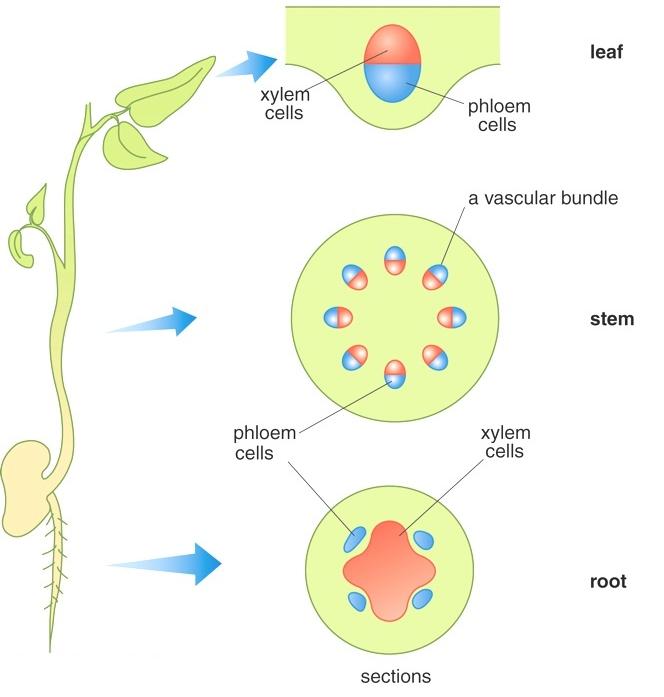 leaf
xylem
cells
phloem
cells
a vascular bundle
stem
phloem
cells
xylem
cells
root
sections